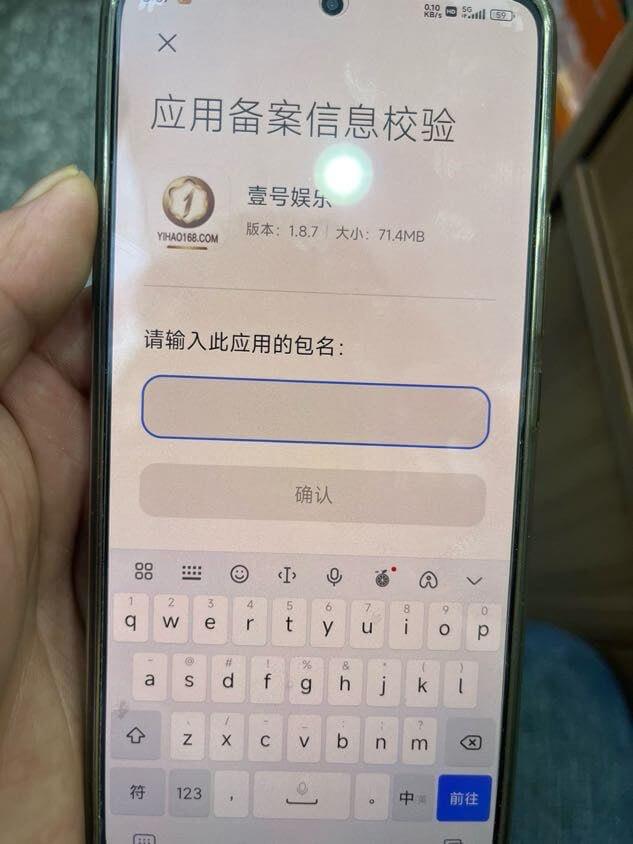 0.10
KB/s
HD
5G
59
应用备案信息校验
1
YIHAO168.COM
壹号娱乐
版本：1.8.7 | 大小：71.4MB
请输入此应用的包名：
确认
1 2 3 4 5 6 7 8 9 0
q w e r t y u i o p
- @ # ! % & * ( )
a s d f g h j k l
z x c v b n m
符 123 ， 。 中/英 前往